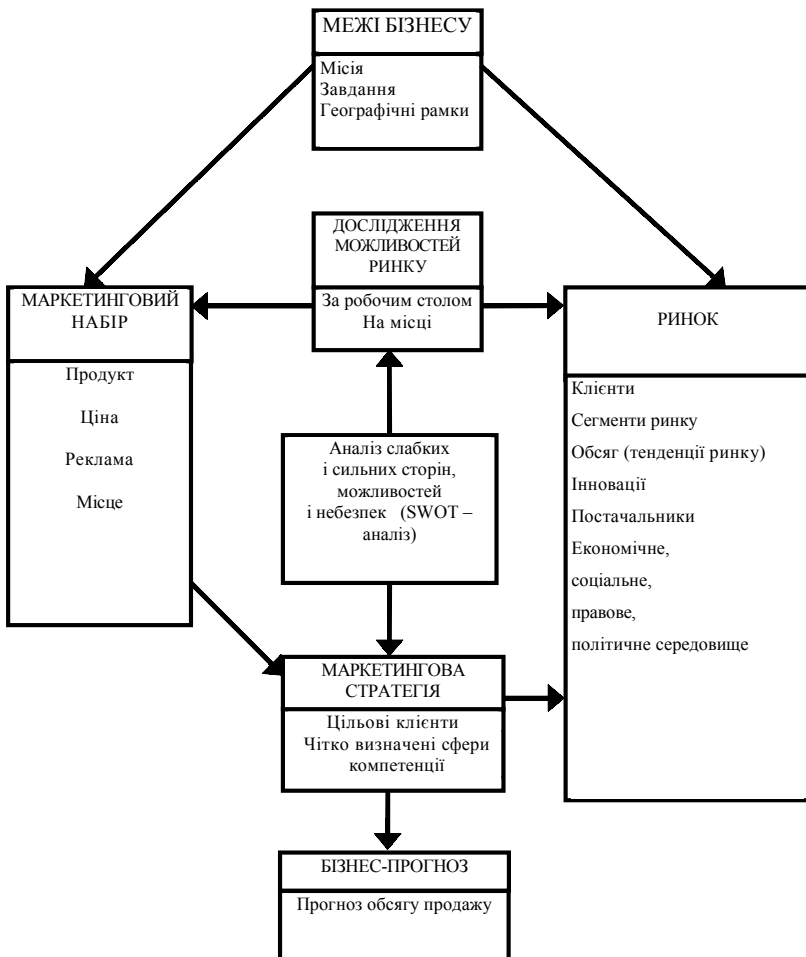 МЕЖІ БІЗНЕСУ
Місія
Завдання
Географічні рамки
ДОСЛІДЖЕННЯ
МОЖЛИВОСТЕЙ
РИНКУ
За робочим столом
На місці
МАРКЕТИНГОВИЙ
НАБІР
Продукт
Ціна
Реклама
Місце
РИНОК
Клієнти
Сегменти ринку
Обсяг (тенденції ринку)
Інновації
Постачальники
Економічне,
соціальне,
правове,
політичне середовище
Аналіз слабких
і сильних сторін,
можливостей
і небезпек (SWOT –
аналіз)
МАРКЕТИНГОВА
СТРАТЕГІЯ
Цільові клієнти
Чітко визначені сфери
компетенції
БІЗНЕС-ПРОГНОЗ
Прогноз обсягу продажу